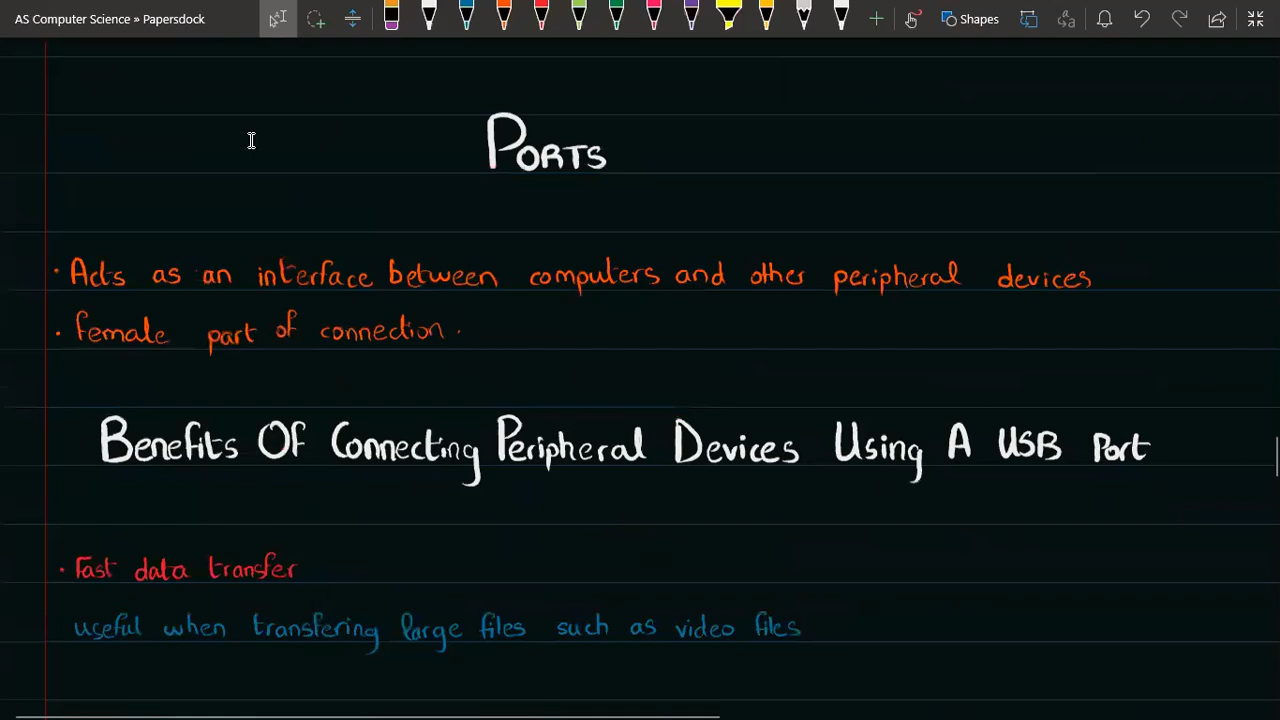 AS Computer Science » Papersdock
Shapes
PORTS
· Acts as an interface between computers and other peripheral devices
· Female part of connection.
Benefits Of Connecting Peripheral Devices Using A USB Port
· Fast data transfer
useful when transfering large files such as video files